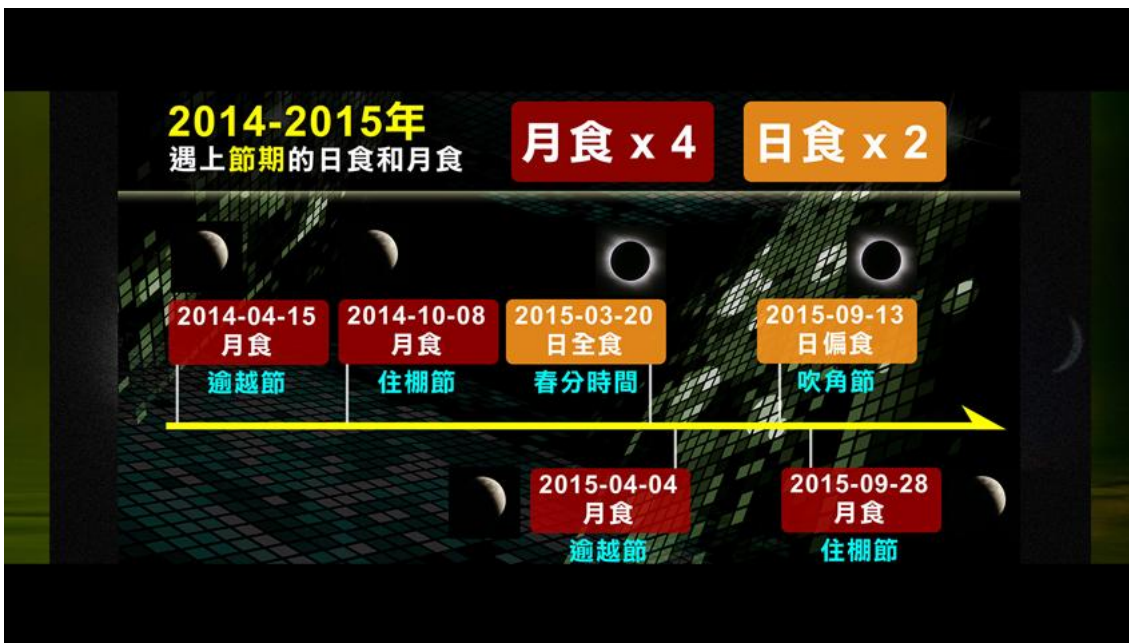 2014-2015年
遇上節期的日食和月食
月食 x 4
日食 x 2
2014-04-15
月食
逾越節
2014-10-08
月食
住棚節
2015-03-20
日全食
春分時間
2015-09-13
日偏食
吹角節
2015-04-04
月食
逾越節
2015-09-28
月食
住棚節